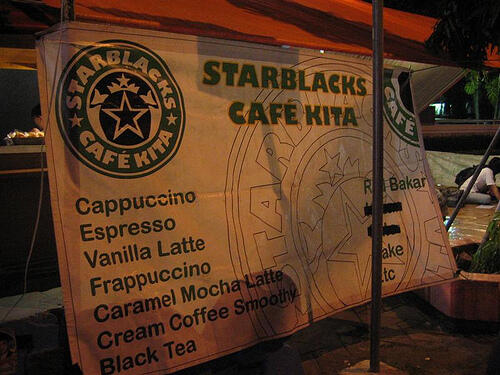 STARBLACKS
CAFÉ KITA
STARBLACKS
CAFÉ KITA
CAFÉ
Cappuccino
Espresso
Vanilla Latte
Frappuccino
Caramel Mocha Latte
Cream Coffee Smoothy
Black Tea
Bakar